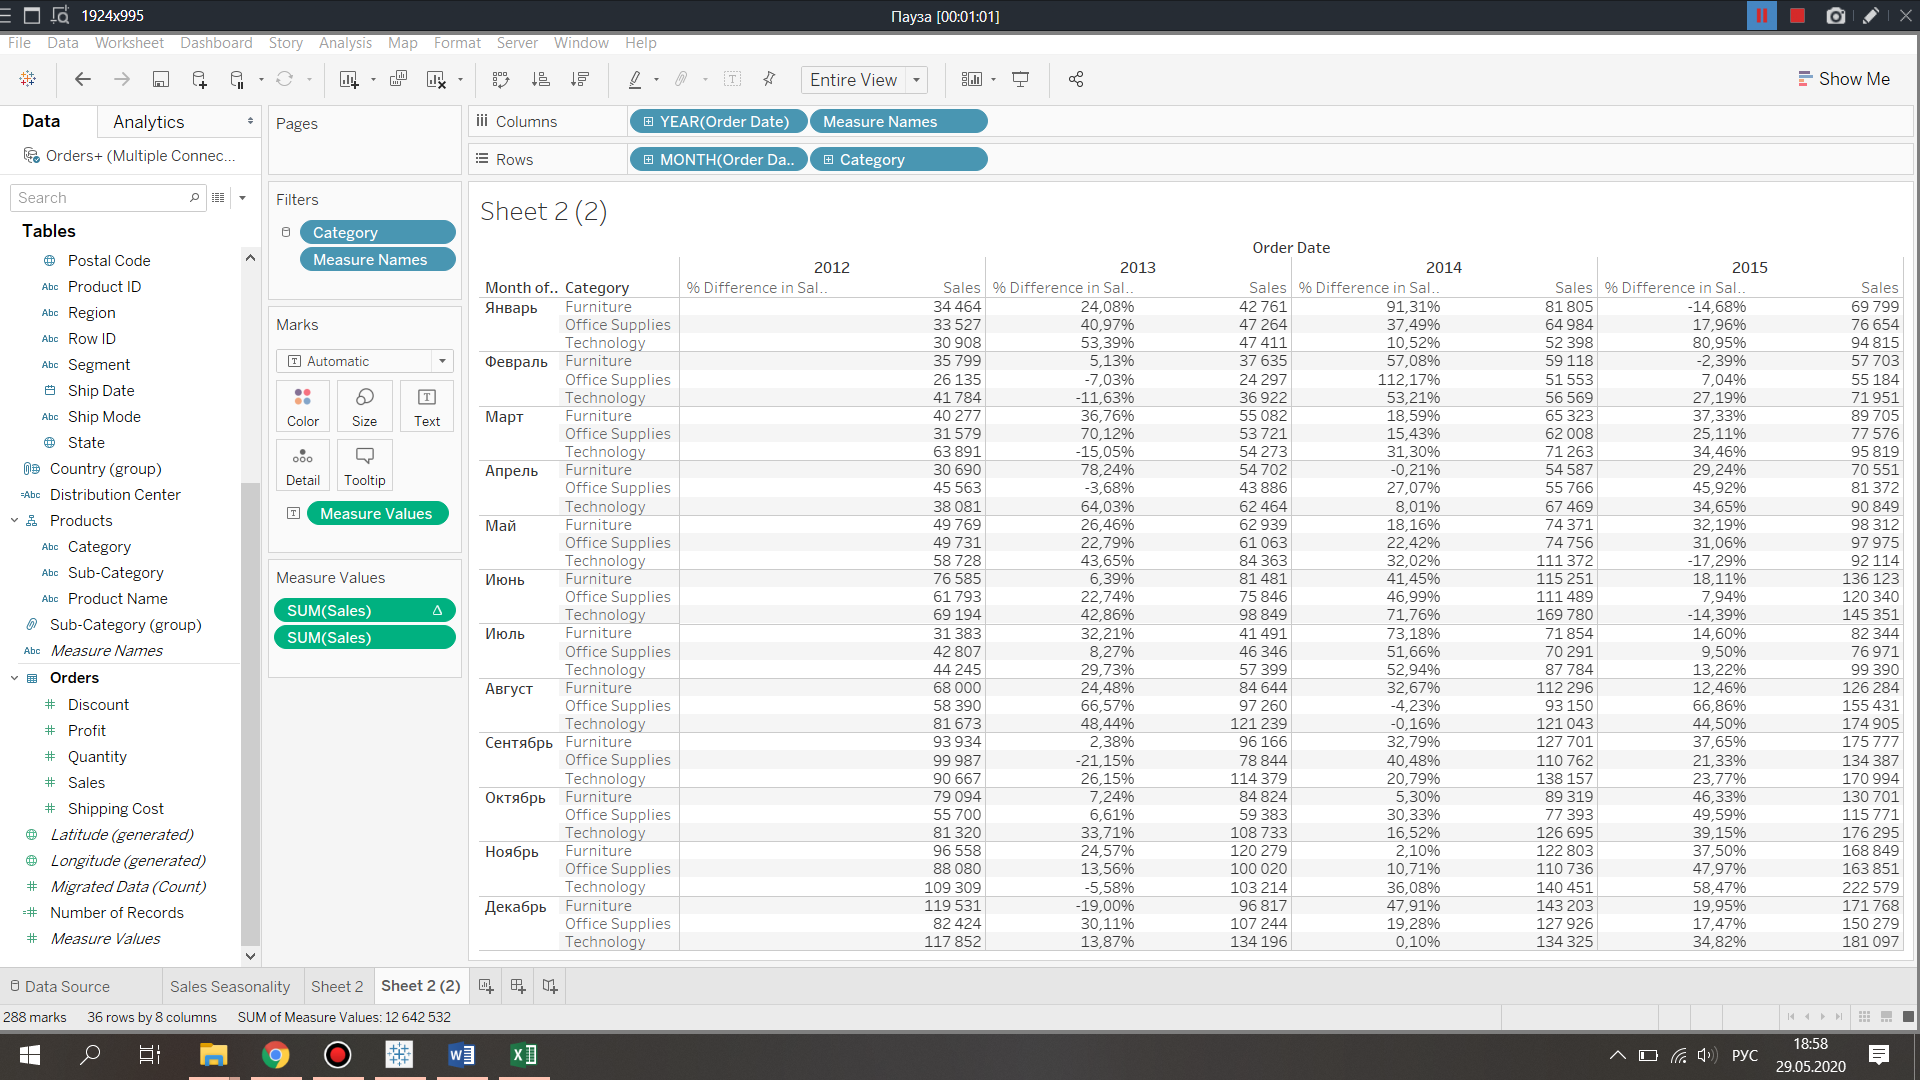 1924x995 Пауза [00:01:01]
File Data Worksheet Dashboard Story Analysis Map Format Server Window Help
Entire View Show Me
Data Analytics
Orders+ (Multiple Connec...
Search
Tables
Postal Code
Abc Product ID
Abc Region
Abc Row ID
Abc Segment
Ship Date
Abc Ship Mode
State
Country (group)
=Abc Distribution Center
Products
Abc Category
Abc Sub-Category
Abc Product Name
Sub-Category (group)
Abc Measure Names
Orders
# Discount
# Profit
# Quantity
# Sales
# Shipping Cost
Latitude (generated)
Longitude (generated)
# Migrated Data (Count)
=# Number of Records
# Measure Values
Pages
Filters
Category
Measure Names
Marks
T Automatic
Color Size T Text
Detail Tooltip
T Measure Values
Measure Values
SUM(Sales) Δ
SUM(Sales)
Columns YEAR(Order Date) Measure Names
Rows MONTH(Order Da.. Category
Sheet 2 (2)
Order Date
2012 2013 2014 2015
Month of.. Category % Difference in Sal.. Sales % Difference in Sal.. Sales % Difference in Sal.. Sales % Difference in Sal.. Sales
Январь Furniture 34 464 24,08% 42 761 91,31% 81 805 -14,68% 69 799
Office Supplies 33 527 40,97% 47 264 37,49% 64 984 17,96% 76 654
Technology 30 908 53,39% 47 411 10,52% 52 398 80,95% 94 815
Февраль Furniture 35 799 5,13% 37 635 57,08% 59 118 -2,39% 57 703
Office Supplies 26 135 -7,03% 24 297 112,17% 51 553 7,04% 55 184
Technology 41 784 -11,63% 36 922 53,21% 56 569 27,19% 71 951
Март Furniture 40 277 36,76% 55 082 18,59% 65 323 37,33% 89 705
Office Supplies 31 579 70,12% 53 721 15,43% 62 008 25,11% 77 576
Technology 63 891 -15,05% 54 273 31,30% 71 263 34,46% 95 819
Апрель Furniture 30 690 78,24% 54 702 -0,21% 54 587 29,24% 70 551
Office Supplies 45 563 -3,68% 43 886 27,07% 55 766 45,92% 81 372
Technology 38 081 64,03% 62 464 8,01% 67 469 34,65% 90 849
Май Furniture 49 769 26,46% 62 939 18,16% 74 371 32,19% 98 312
Office Supplies 49 731 22,79% 61 063 22,42% 74 756 31,06% 97 975
Technology 58 728 43,65% 84 363 32,02% 111 372 -17,29% 92 114
Июнь Furniture 76 585 6,39% 81 481 41,45% 115 251 18,11% 136 123
Office Supplies 61 793 22,74% 75 846 46,99% 111 489 7,94% 120 340
Technology 69 194 42,86% 98 849 71,76% 169 780 -14,39% 145 351
Июль Furniture 31 383 32,21% 41 491 73,18% 71 854 14,60% 82 344
Office Supplies 42 807 8,27% 46 346 51,66% 70 291 9,50% 76 971
Technology 44 245 29,73% 57 399 52,94% 87 784 13,22% 99 390
Август Furniture 68 000 24,48% 84 644 32,67% 112 296 12,46% 126 284
Office Supplies 58 390 66,57% 97 260 -4,23% 93 150 66,86% 155 431
Technology 81 673 48,44% 121 239 -0,16% 121 043 44,50% 174 905
Сентябрь Furniture 93 934 2,38% 96 166 32,79% 127 701 37,65% 175 777
Office Supplies 99 987 -21,15% 78 844 40,48% 110 762 21,33% 134 387
Technology 90 667 26,15% 114 379 20,79% 138 157 23,77% 170 994
Октябрь Furniture 79 094 7,24% 84 824 5,30% 89 319 46,33% 130 701
Office Supplies 55 700 6,61% 59 383 30,33% 77 393 49,59% 115 771
Technology 81 320 33,71% 108 733 16,52% 126 695 39,15% 176 295
Ноябрь Furniture 96 558 24,57% 120 279 2,10% 122 803 37,50% 168 849
Office Supplies 88 080 13,56% 100 020 10,71% 110 736 47,97% 163 851
Technology 109 309 -5,58% 103 214 36,08% 140 451 58,47% 222 579
Декабрь Furniture 119 531 -19,00% 96 817 47,91% 143 203 19,95% 171 768
Office Supplies 82 424 30,11% 107 244 19,28% 127 926 17,47% 150 279
Technology 117 852 13,87% 134 196 0,10% 134 325 34,82% 181 097
Data Source Sales Seasonality Sheet 2 Sheet 2 (2)
288 marks 36 rows by 8 columns SUM of Measure Values: 12 642 532
РУС 18:58
29.05.2020